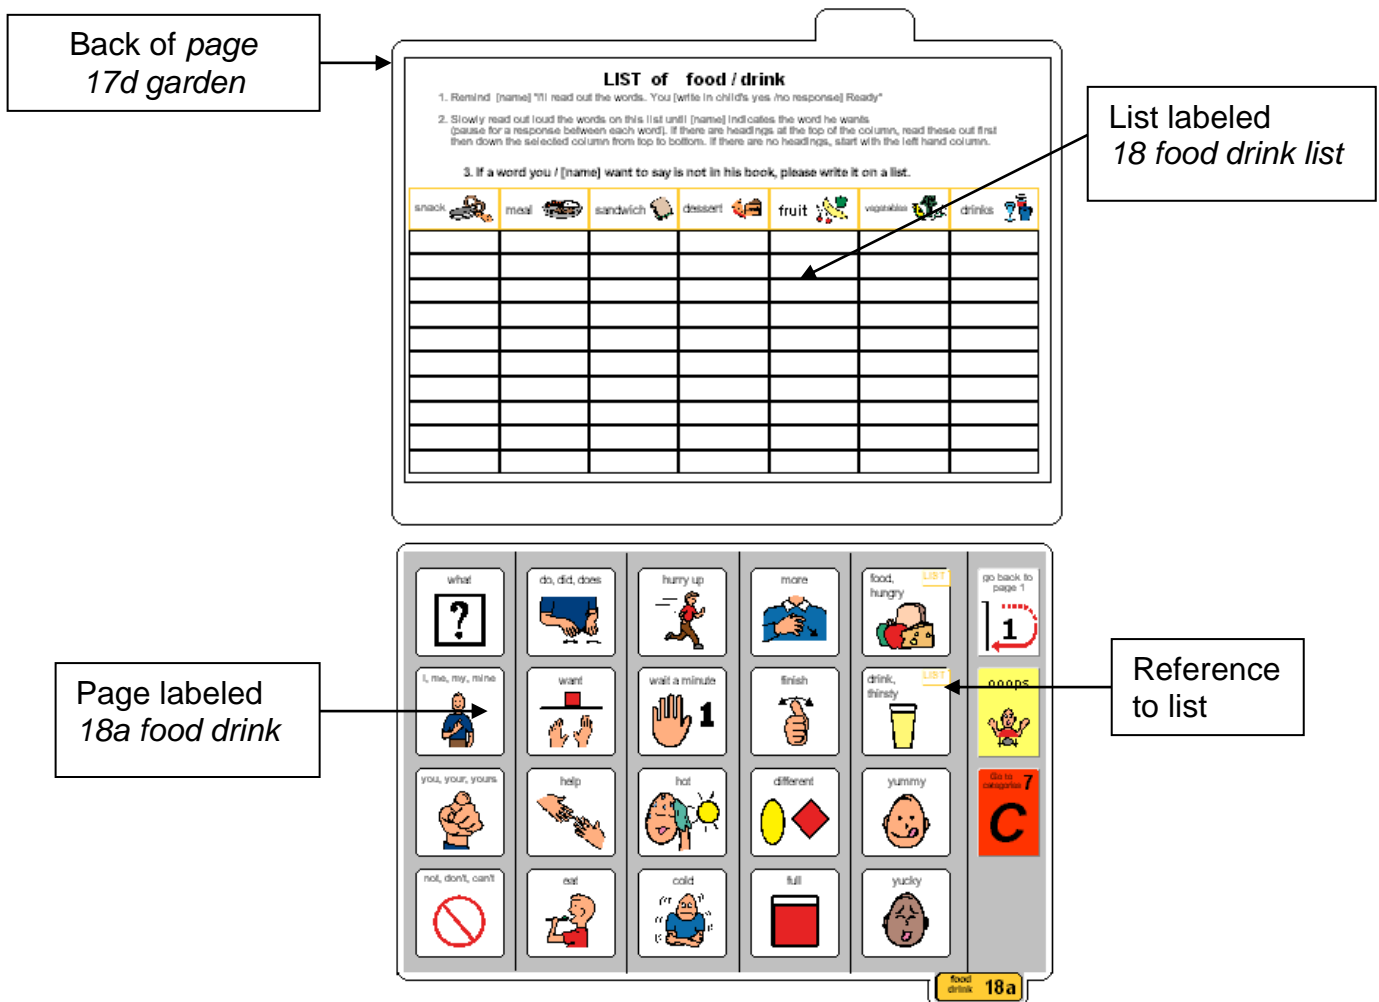 Back of page
17d garden
LIST of food / drink
1. Remind [name] "I'll read out the words. You [write in child's yes /no response] Ready"
2. Slowly read out loud the words on this list until [name] indicates the word he wants
(pause for a response between each word). If there are headings at the top of the column, read these out first
then down the selected column from top to bottom. If there are no headings, start with the left hand column.
3. If a word you / [name] want to say is not in his book, please write it on a list.
snack meal sandwich dessert fruit vegetables drinks
List labeled
18 food drink list
what do, did, does hurry up more food, LIST go back to
hungry page 1
? 1
I, me, my, mine want wait a minute finish drink, LIST ooops
thirsty
1
you, your, yours help hot different yummy Go to
categories 7
C
not, don't, can't eat cold full yucky
food
drink 18a
Page labeled
18a food drink
Reference
to list